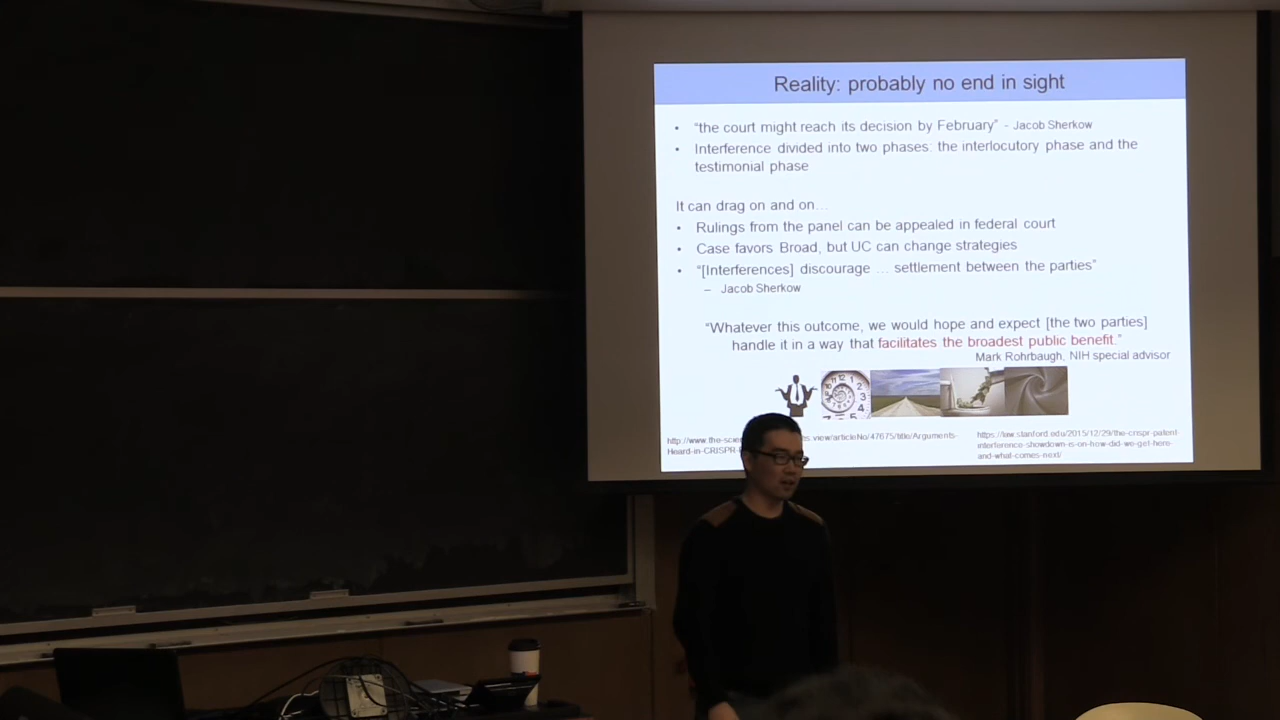 Reality: probably no end in sight
• "the court might reach its decision by February" - Jacob Sherkow
• Interference divided into two phases: the interlocutory phase and the
testimonial phase
It can drag on and on…
• Rulings from the panel can be appealed in federal court
• Case favors Broad, but UC can change strategies
• "[Interferences] discourage … settlement between the parties"
– Jacob Sherkow
"Whatever this outcome, we would hope and expect [the two parties]
handle it in a way that facilitates the broadest public benefit."
Mark Rohrbaugh, NIH special advisor
12 1 2 3 4 5
http://www.the-scie
s.view/articleNo/47675/title/Arguments-
Heard-in-CRISPR-
https://law.stanford.edu/2015/12/29/the-crispr-patent-
interference-showdown-is-on-how-did-we-get-here-
and-what-comes-next/